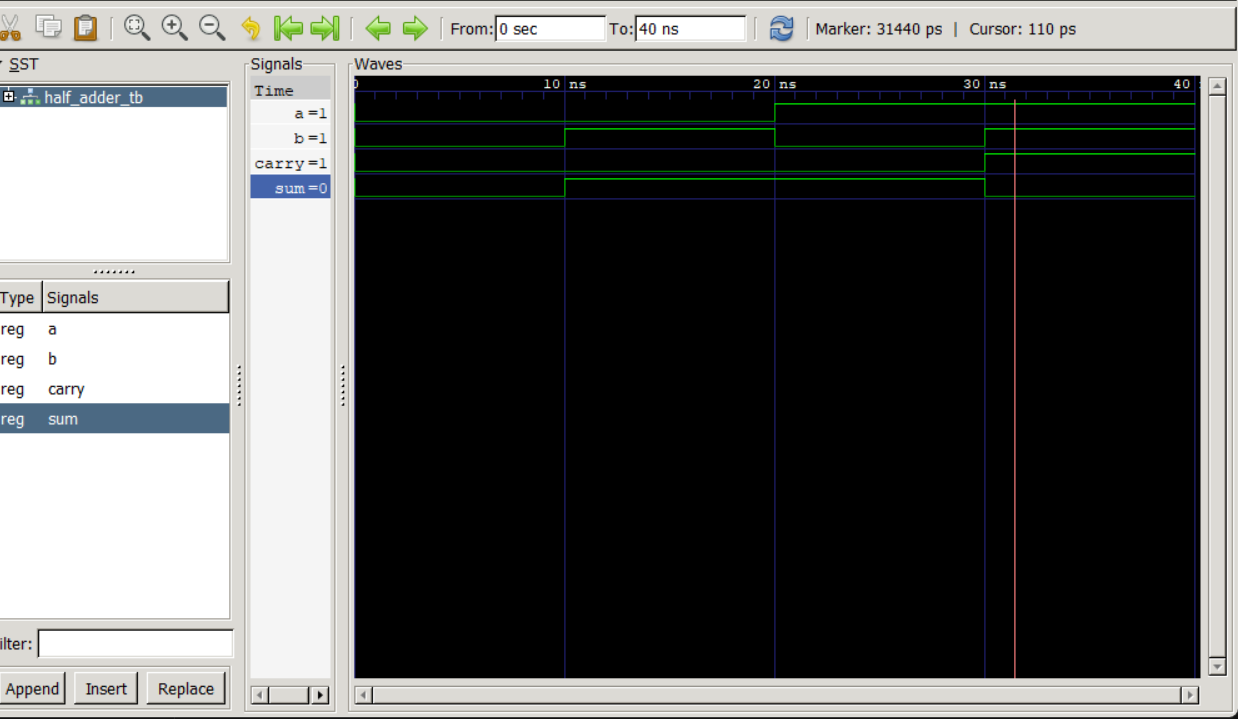 From: 0 sec To: 40 ns Marker: 31440 ps | Cursor: 110 ps
SST
half_adder_tb
Type Signals
reg a
reg b
reg carry
reg sum
ilter:
Append Insert Replace
Signals
Time
a=1
b=1
carry=1
sum=0
Waves
0 10 ns 20 ns 30 ns 40